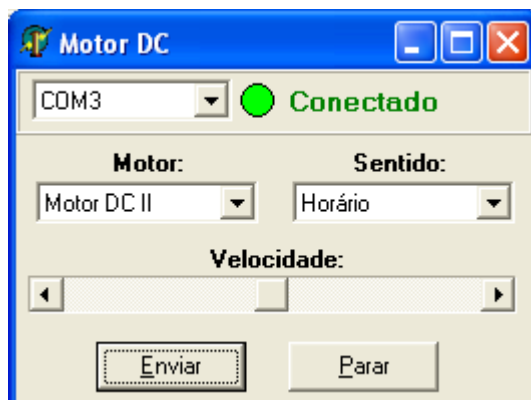 Motor DC
COM3 Conectado
Motor: Sentido:
Motor DC II Horário
Velocidade:
Enviar Parar